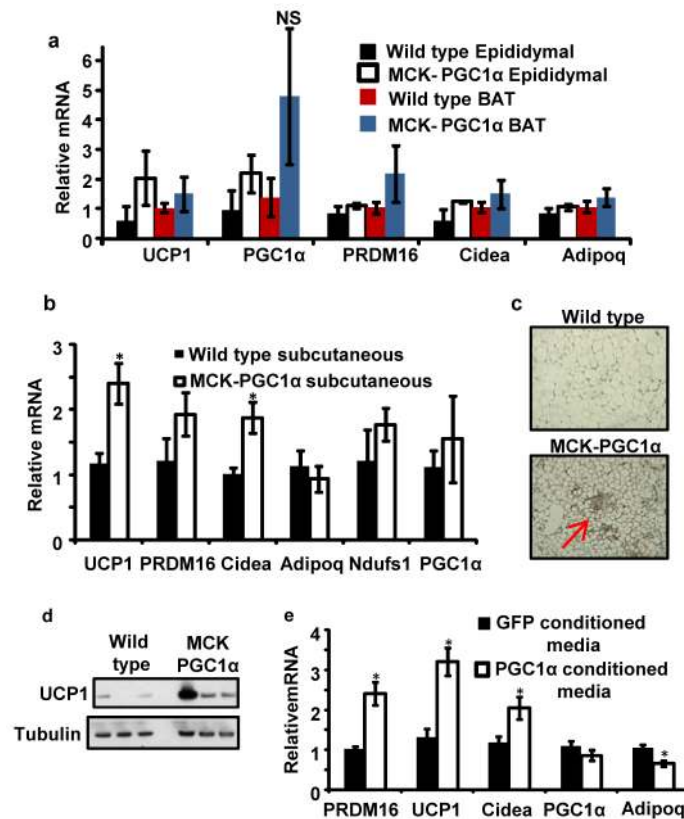 a
NS
Wild type Epididymal
MCK- PGC1α Epididymal
Wild type BAT
MCK- PGC1α BAT
Relative mRNA
6
5
4
3
2
1
0
UCP1 PGC1α PRDM16 Cidea Adipoq
b
Wild type subcutaneous
MCK-PGC1α subcutaneous
Relative mRNA
3
2
1
0
* *
UCP1 PRDM16 Cidea Adipoq Ndufs1 PGC1α
c
Wild type
MCK-PGC1α
d
Wild type
MCK PGC1α
UCP1
Tubulin
e
GFP conditioned media
PGC1α conditioned media
RelativemRNA
4
3
2
1
0
* * * *
PRDM16 UCP1 Cidea PGC1α Adipoq